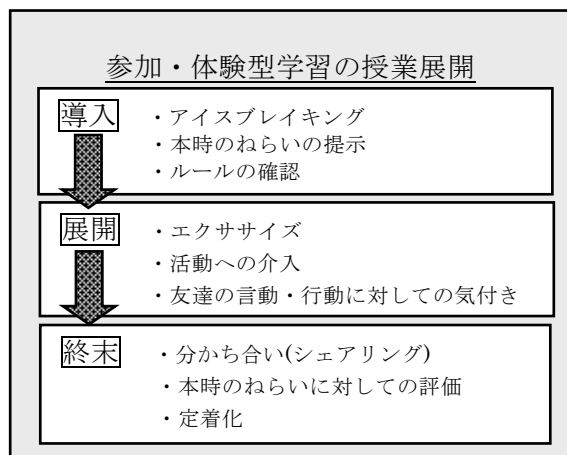 参加・体験型学習の授業展開
導入
・アイスブレイキング
・本時のねらいの提示
・ルールの確認
展開
・エクササイズ
・活動への介入
・友達の言動・行動に対しての気付き
終末
・分かち合い(シェアリング)
・本時のねらいに対しての評価
・定着化